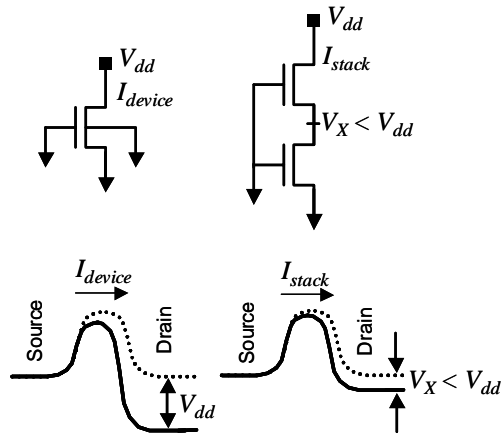 V_dd
I_device
V_dd
I_stack
V_X < V_dd
I_device
Source
Drain
V_dd
I_stack
Source
Drain
V_X < V_dd